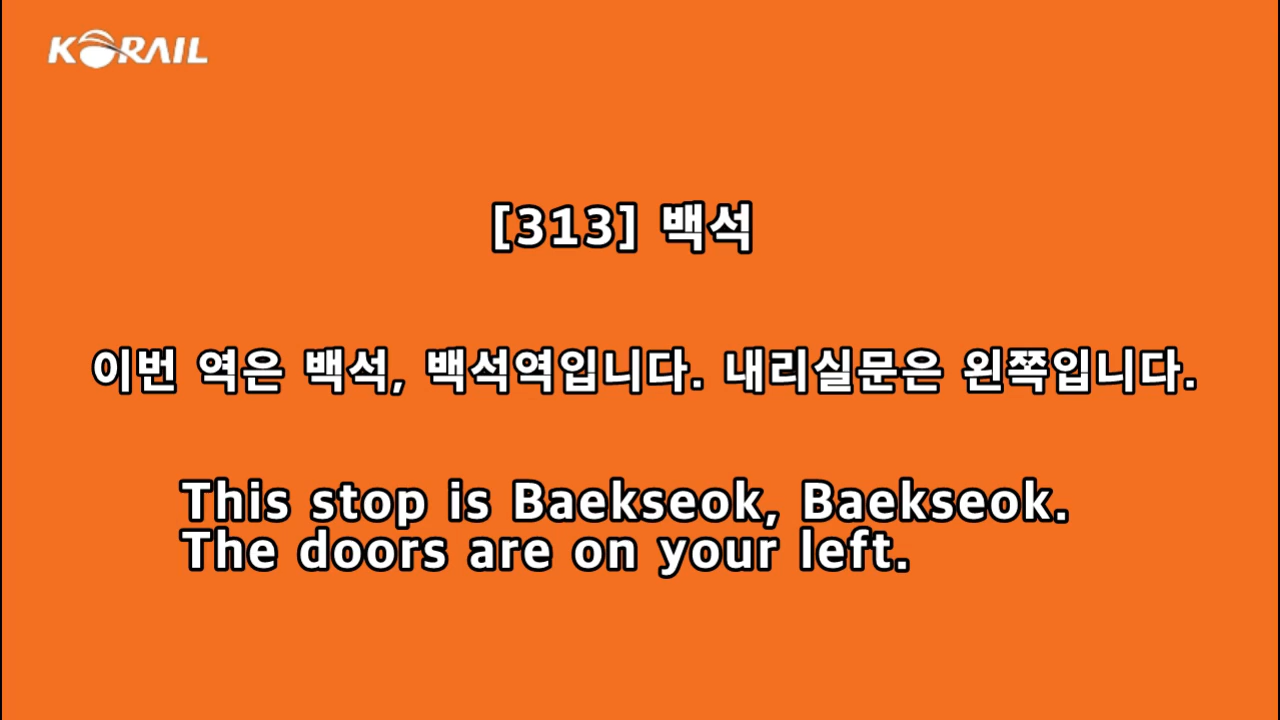 KORAIL
[313] 백석
이번 역은 백석, 백석역입니다. 내리실문은 왼쪽입니다.
This stop is Baekseok, Baekseok.
The doors are on your left.